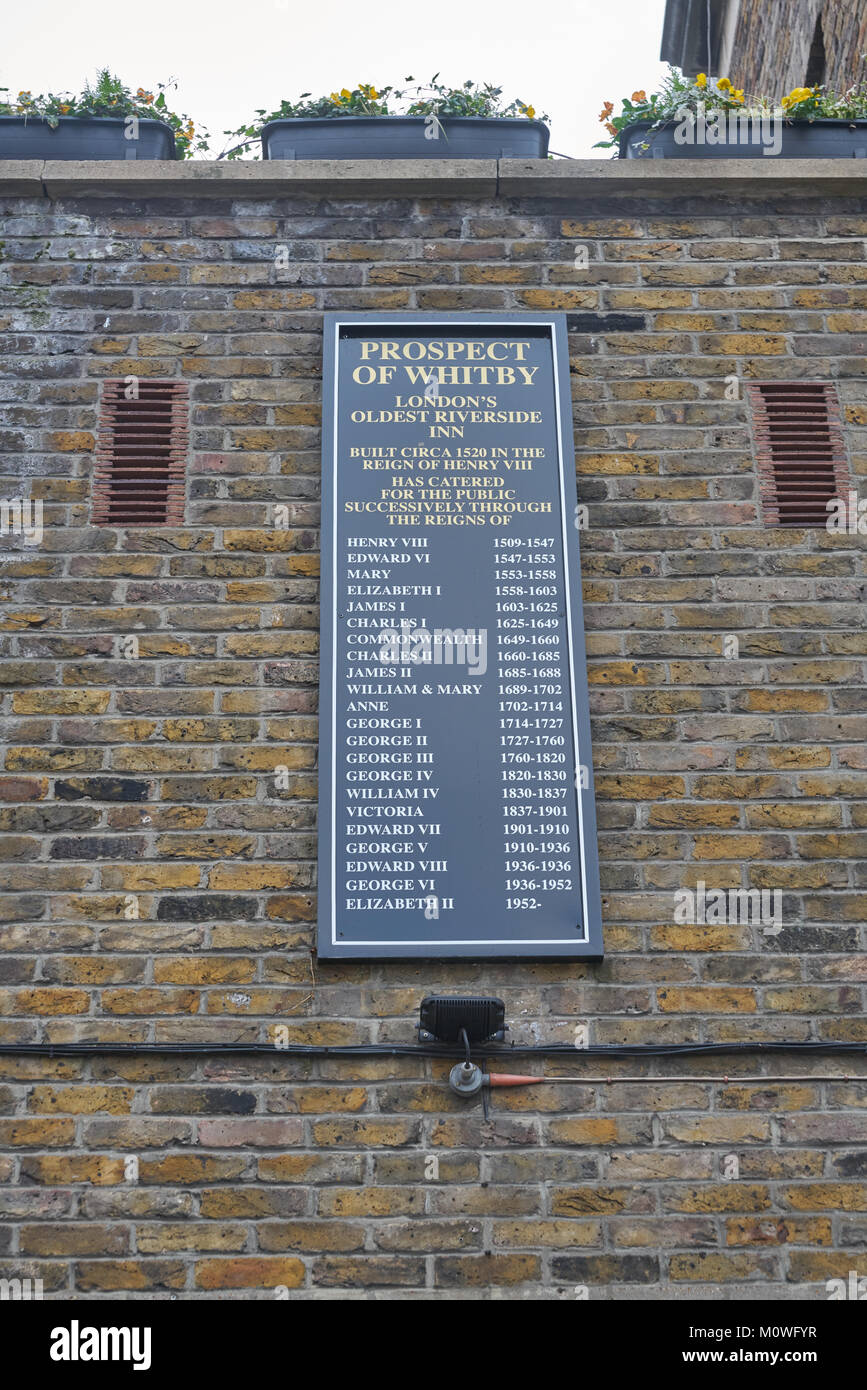 PROSPECT
OF WHITBY
LONDON'S
OLDEST RIVERSIDE
INN
BUILT CIRCA 1520 IN THE
REIGN OF HENRY VIII
HAS CATERED
FOR THE PUBLIC
SUCCESSIVELY THROUGH
THE REIGNS OF
HENRY VIII 1509-1547
EDWARD VI 1547-1553
MARY 1553-1558
ELIZABETH I 1558-1603
JAMES I 1603-1625
CHARLES I 1625-1649
COMMONWEALTH 1649-1660
CHARLES II 1660-1685
JAMES II 1685-1688
WILLIAM & MARY 1689-1702
ANNE 1702-1714
GEORGE I 1714-1727
GEORGE II 1727-1760
GEORGE III 1760-1820
GEORGE IV 1820-1830
WILLIAM IV 1830-1837
VICTORIA 1837-1901
EDWARD VII 1901-1910
GEORGE V 1910-1936
EDWARD VIII 1936-1936
GEORGE VI 1936-1952
ELIZABETH II 1952-
alamy
a alamy stock photo
Image ID: M0WFYR
www.alamy.com